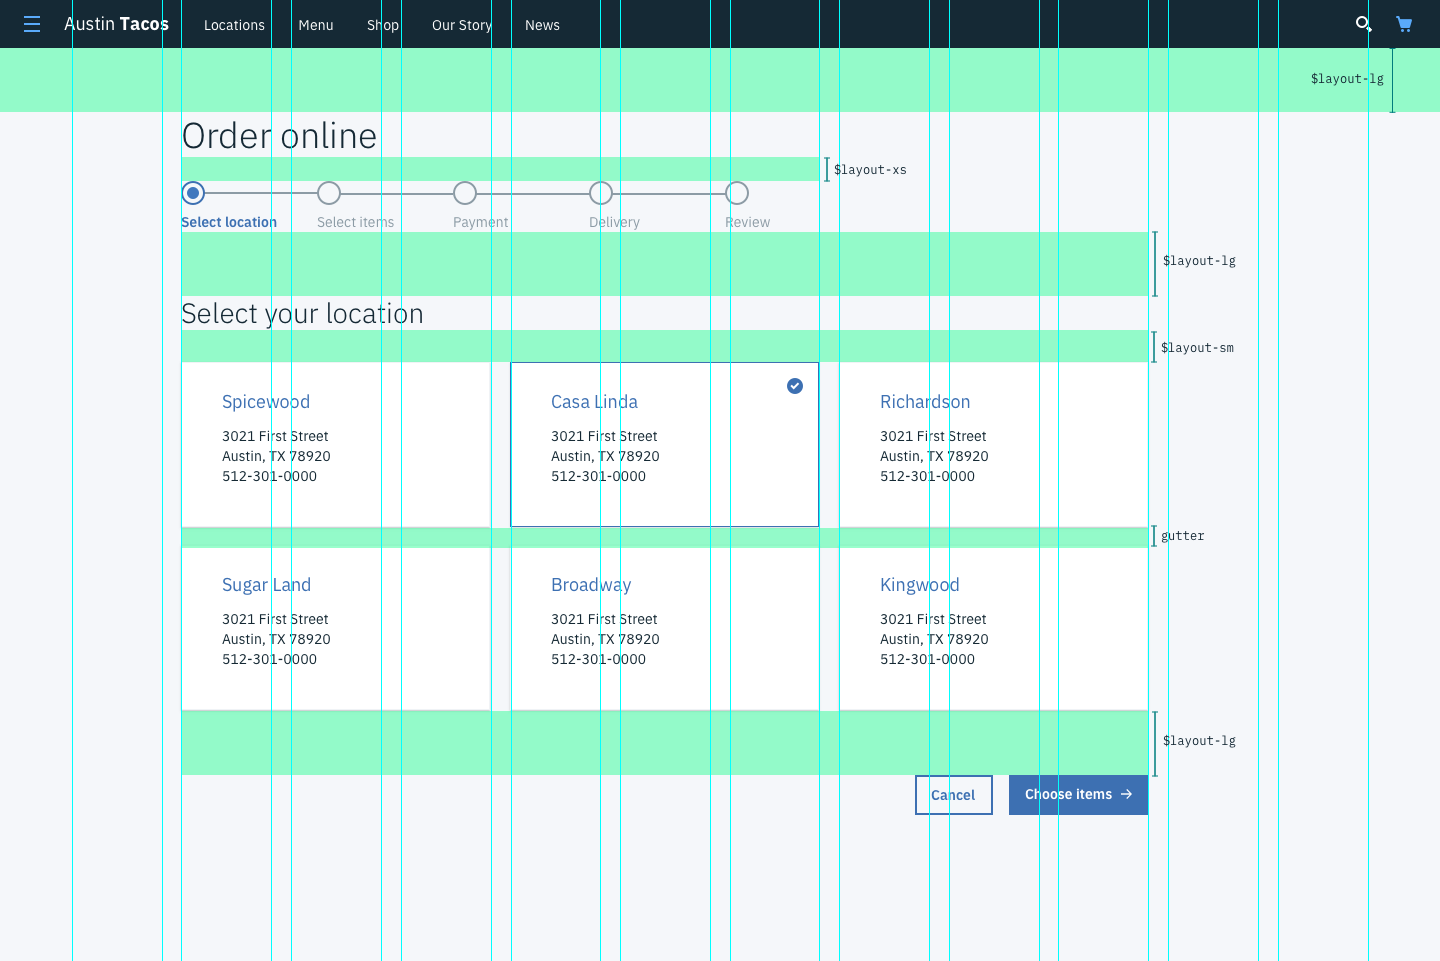 Austin Tacos Locations Menu Shop Our Story News
$layout-lg
Order online
$layout-xs
Select location Select items Payment Delivery Review
$layout-lg
Select your location
$layout-sm
Spicewood
3021 First Street
Austin, TX 78920
512-301-0000
Casa Linda
3021 First Street
Austin, TX 78920
512-301-0000
Richardson
3021 First Street
Austin, TX 78920
512-301-0000
gutter
Sugar Land
3021 First Street
Austin, TX 78920
512-301-0000
Broadway
3021 First Street
Austin, TX 78920
512-301-0000
Kingwood
3021 First Street
Austin, TX 78920
512-301-0000
$layout-lg
Cancel Choose items →